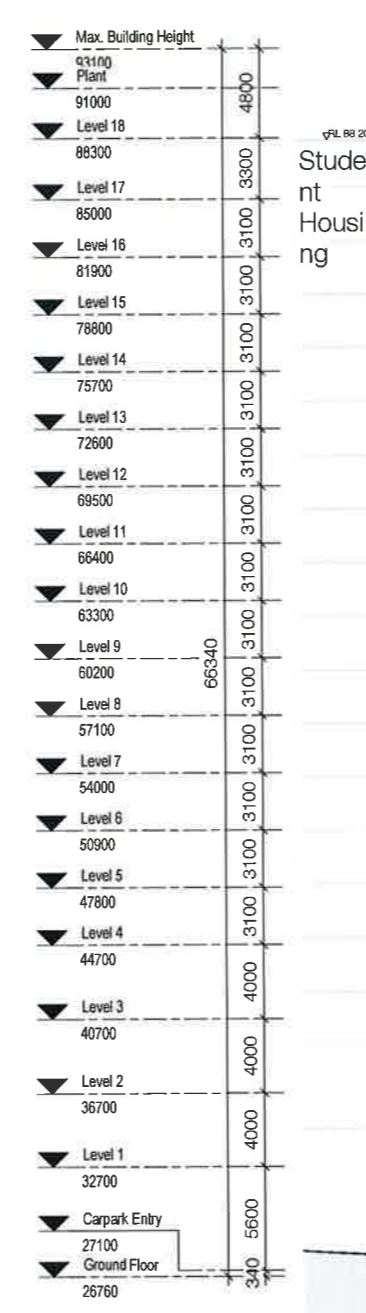 Max. Building Height
93100
Plant
91000
4800
Level 18
88300
3300
Level 17
85000
3100
Level 16
81900
3100
Level 15
78800
3100
Level 14
75700
3100
Level 13
72600
3100
Level 12
69500
3100
Level 11
66400
3100
Level 10
63300
3100
Level 9
60200
66340
3100
Level 8
57100
3100
Level 7
54000
3100
Level 6
50900
3100
Level 5
47800
3100
Level 4
44700
4000
Level 3
40700
4000
Level 2
36700
4000
Level 1
32700
5600
Carpark Entry
27100
Ground Floor
340
26760
RL 88 20
Stude
nt
Housi
ng